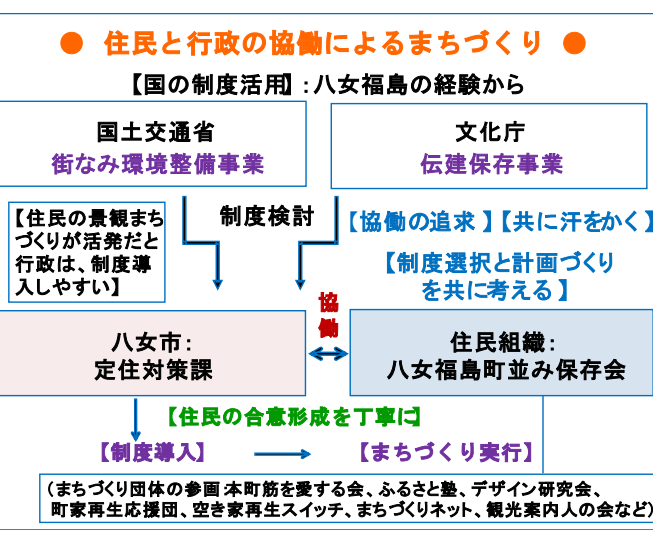 ● 住民と行政の協働によるまちづくり ●
【国の制度活用】:八女福島の経験から
国土交通省
街なみ環境整備事業
文化庁
伝建保存事業
【住民の景観まち
づくりが活発だと
行政は、制度導
入しやすい】
制度検討
【協働の追求 】【共に汗をかく】
【制度選択と計画づくり
を共に考える 】
協
働
八女市:
定住対策課
住民組織:
八女福島町並み保存会
【住民の合意形成を丁寧に】
【制度導入】
【まちづくり実行】
(まちづくり団体の参画:本町筋を愛する会、ふるさと塾、デザイン研究会、
町家再生応援団、空き家再生スイッチ、まちづくりネット、観光案内人の会など)